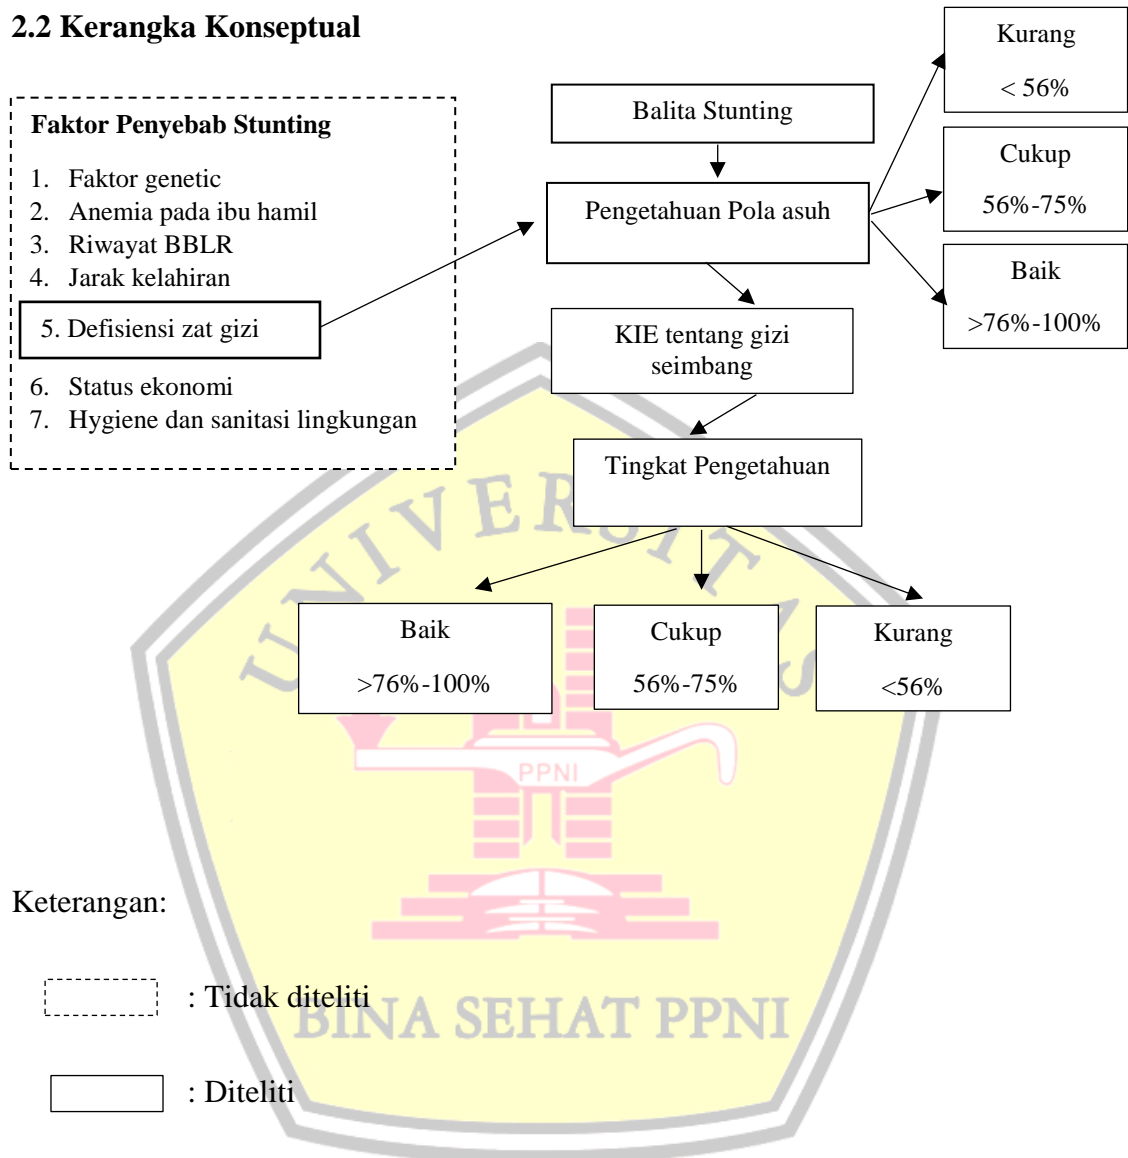 2.2 Kerangka Konseptual
Faktor Penyebab Stunting
1. Faktor genetic
2. Anemia pada ibu hamil
3. Riwayat BBLR
4. Jarak kelahiran
5. Defisiensi zat gizi
6. Status ekonomi
7. Hygiene dan sanitasi lingkungan
Balita Stunting
Pengetahuan Pola asuh
Kurang
< 56%
Cukup
56%-75%
Baik
>76%-100%
KIE tentang gizi
seimbang
Tingkat Pengetahuan
Baik
>76%-100%
Cukup
56%-75%
Kurang
<56%
UNIVERSITAS
PPNI
BINA SEHAT PPNI
Keterangan:
: Tidak diteliti
: Diteliti